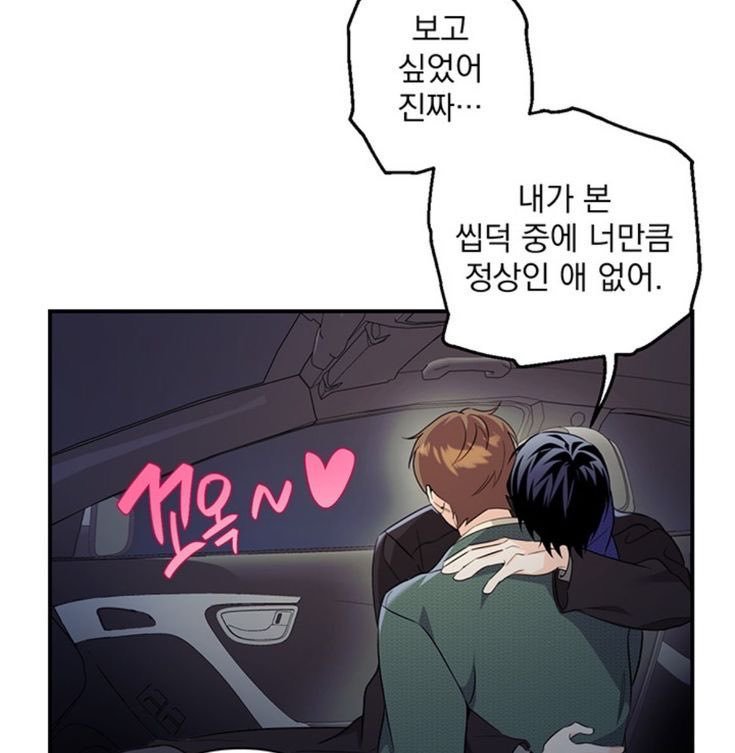 보고
싶었어
진짜…
내가 본
씹덕 중에 너만큼
정상인 애 없어.
꼬옥~♥